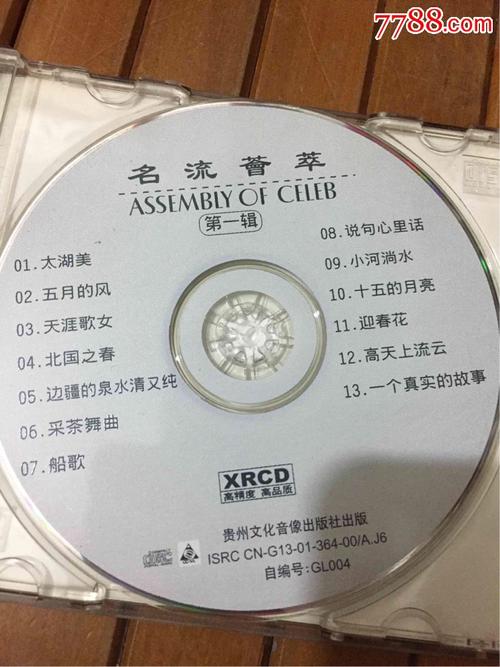 7788.com
名流薈萃
ASSEMBLY OF CELEB
第一辑
01.太湖美
02.五月的风
03.天涯歌女
04.北国之春
05.边疆的泉水清又纯
06.采茶舞曲
07.船歌
08.说句心里话
09.小河淌水
10.十五的月亮
11.迎春花
12.高天上流云
13.一个真实的故事
XRCD
高精度 高品质
贵州文化音像出版社出版
ISRC CN-G13-01-364-00/A.J6
自编号:GL004